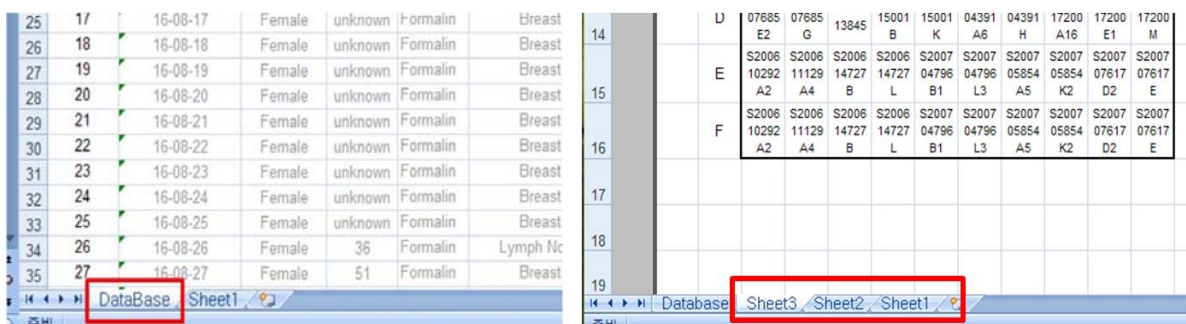 25 17 16-08-17 Female unknown Formalin Breast
26 18 16-08-18 Female unknown Formalin Breast
27 19 16-08-19 Female unknown Formalin Breast
28 20 16-08-20 Female unknown Formalin Breast
29 21 16-08-21 Female unknown Formalin Breast
30 22 16-08-22 Female unknown Formalin Breast
31 23 16-08-23 Female unknown Formalin Breast
32 24 16-08-24 Female unknown Formalin Breast
33 25 16-08-25 Female unknown Formalin Breast
34 26 16-08-26 Female 36 Formalin Lymph No
35 27 16-08-27 Female 51 Formalin Breast
DataBase Sheet1
준비
D 07685 07685 13845 15001 15001 04391 04391 17200 17200 17200
14 E2 G B K A6 H A16 E1 M
S2006 S2006 S2006 S2006 S2007 S2007 S2007 S2007 S2007 S2007
E 10292 11129 14727 14727 04796 04796 05854 05854 07617 07617
15 A2 A4 B L B1 L3 A5 K2 D2 E
S2006 S2006 S2006 S2006 S2007 S2007 S2007 S2007 S2007 S2007
F 10292 11129 14727 14727 04796 04796 05854 05854 07617 07617
16 A2 A4 B L B1 L3 A5 K2 D2 E
17
18
19
Database Sheet3 Sheet2 Sheet1
준비